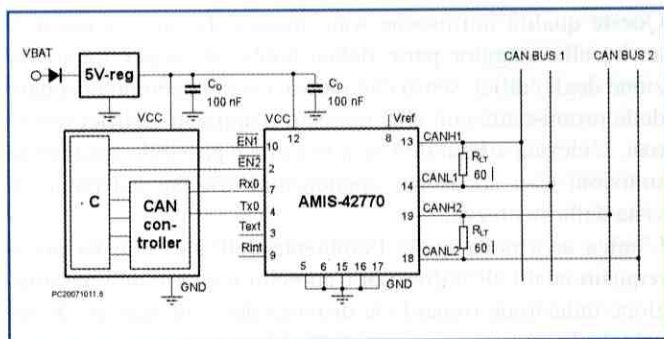 VBAT
5V-reg
CD
100 nF
CD
100 nF
CAN BUS 1
CAN BUS 2
VCC
VCC
Vref
12
8
EN1
10
EN2
2
Rx0
7
Tx0
4
Text
3
Rint
9
C
CAN
con-
troller
AMIS-42770
13
CANH1
14
CANL1
19
CANH2
18
CANL2
RLT
60 Ι
RLT
60 Ι
5
6
15
16
17
GND
GND
PC20071011.8